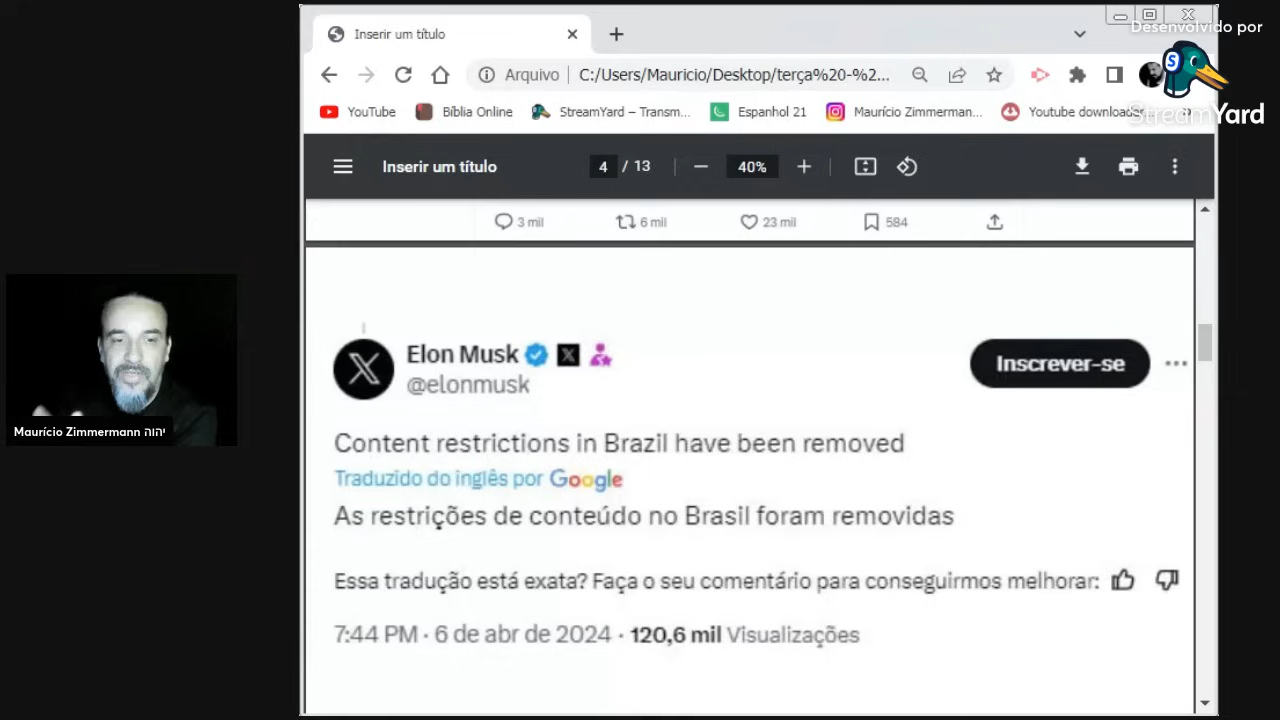 Inserir um título
Desenvolvido por
StreamYard
Arquivo C:/Users/Mauricio/Desktop/terça%20-%2...
YouTube Bíblia Online StreamYard – Transm... Espanhol 21 Maurício Zimmerman... Youtube downloader
Inserir um título 4 / 13 40%
3 mil 6 mil 23 mil 584
Elon Musk
@elonmusk
Inscrever-se
Content restrictions in Brazil have been removed
Traduzido do inglês por Google
As restrições de conteúdo no Brasil foram removidas
Essa tradução está exata? Faça o seu comentário para conseguirmos melhorar:
7:44 PM · 6 de abr de 2024 · 120,6 mil Visualizações
Maurício Zimmermann יהוה